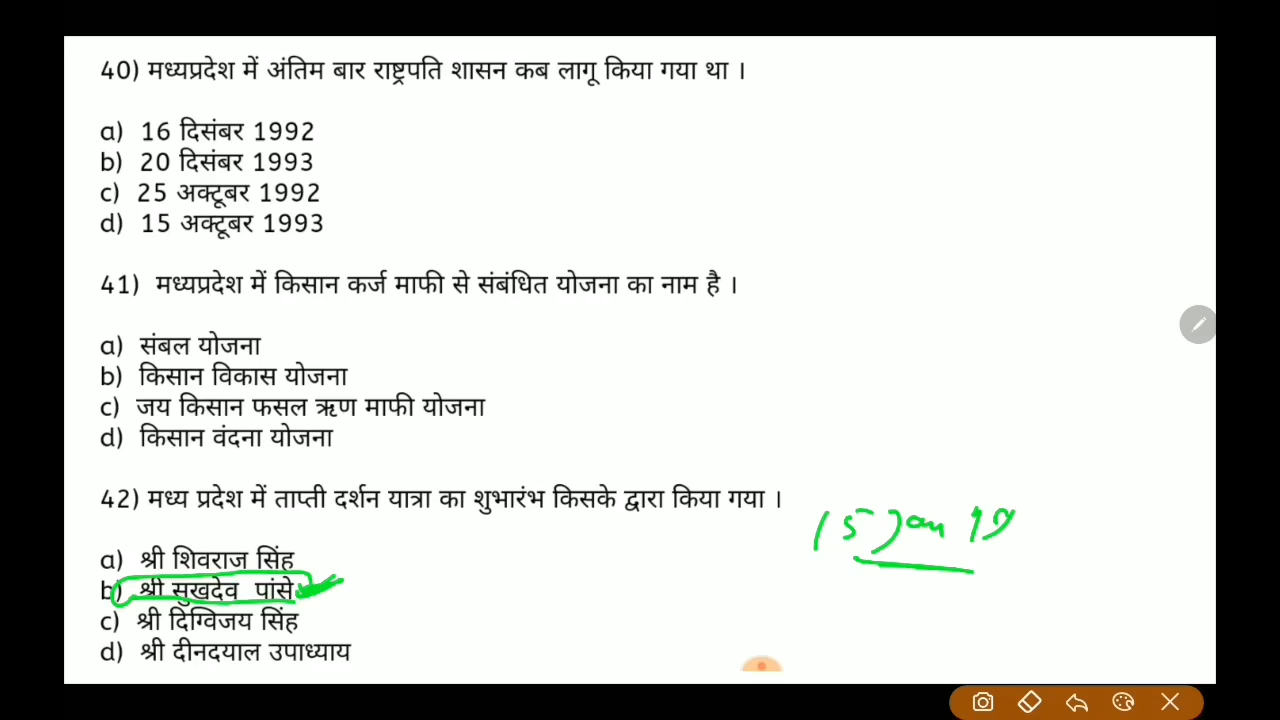 40) मध्यप्रदेश में अंतिम बार राष्ट्रपति शासन कब लागू किया गया था ।
a) 16 दिसंबर 1992
b) 20 दिसंबर 1993
c) 25 अक्टूबर 1992
d) 15 अक्टूबर 1993
41) मध्यप्रदेश में किसान कर्ज माफी से संबंधित योजना का नाम है ।
a) संबल योजना
b) किसान विकास योजना
c) जय किसान फसल ऋण माफी योजना
d) किसान वंदना योजना
42) मध्य प्रदेश में ताप्ती दर्शन यात्रा का शुभारंभ किसके द्वारा किया गया ।
15 Jan 19
a) श्री शिवराज सिंह
b) श्री सुखदेव पांसे
c) श्री दिग्विजय सिंह
d) श्री दीनदयाल उपाध्याय